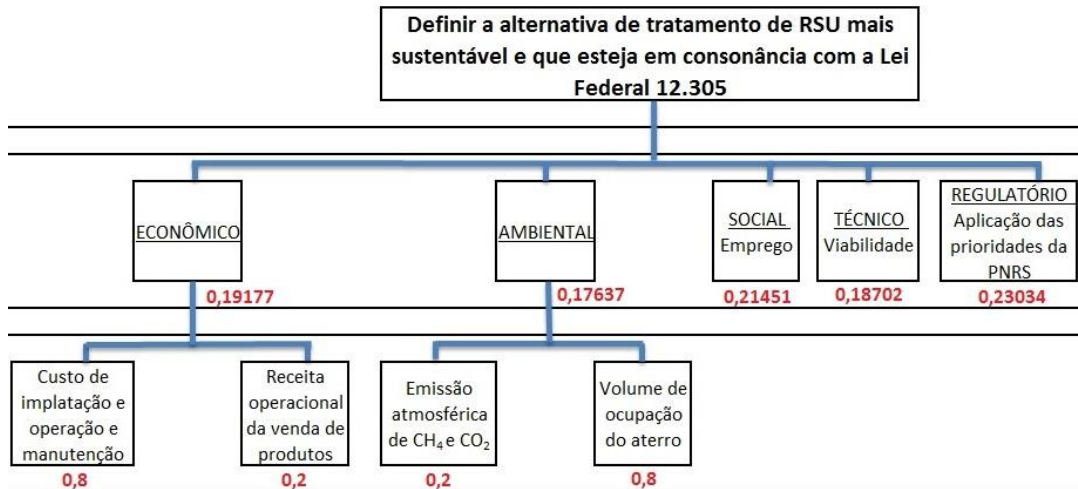 Definir a alternativa de tratamento de RSU mais
sustentável e que esteja em consonância com a Lei
Federal 12.305
ECONÔMICO
0,19177
AMBIENTAL
0,17637
SOCIAL
Emprego
0,21451
TÉCNICO
Viabilidade
0,18702
REGULATÓRIO
Aplicação das
prioridades da
PNRS
0,23034
Custo de
implatação e
operação e
manutenção
0,8
Receita
operacional
da venda de
produtos
0,2
Emissão
atmosférica
de CH₄ e CO₂
0,2
Volume de
ocupação
do aterro
0,8